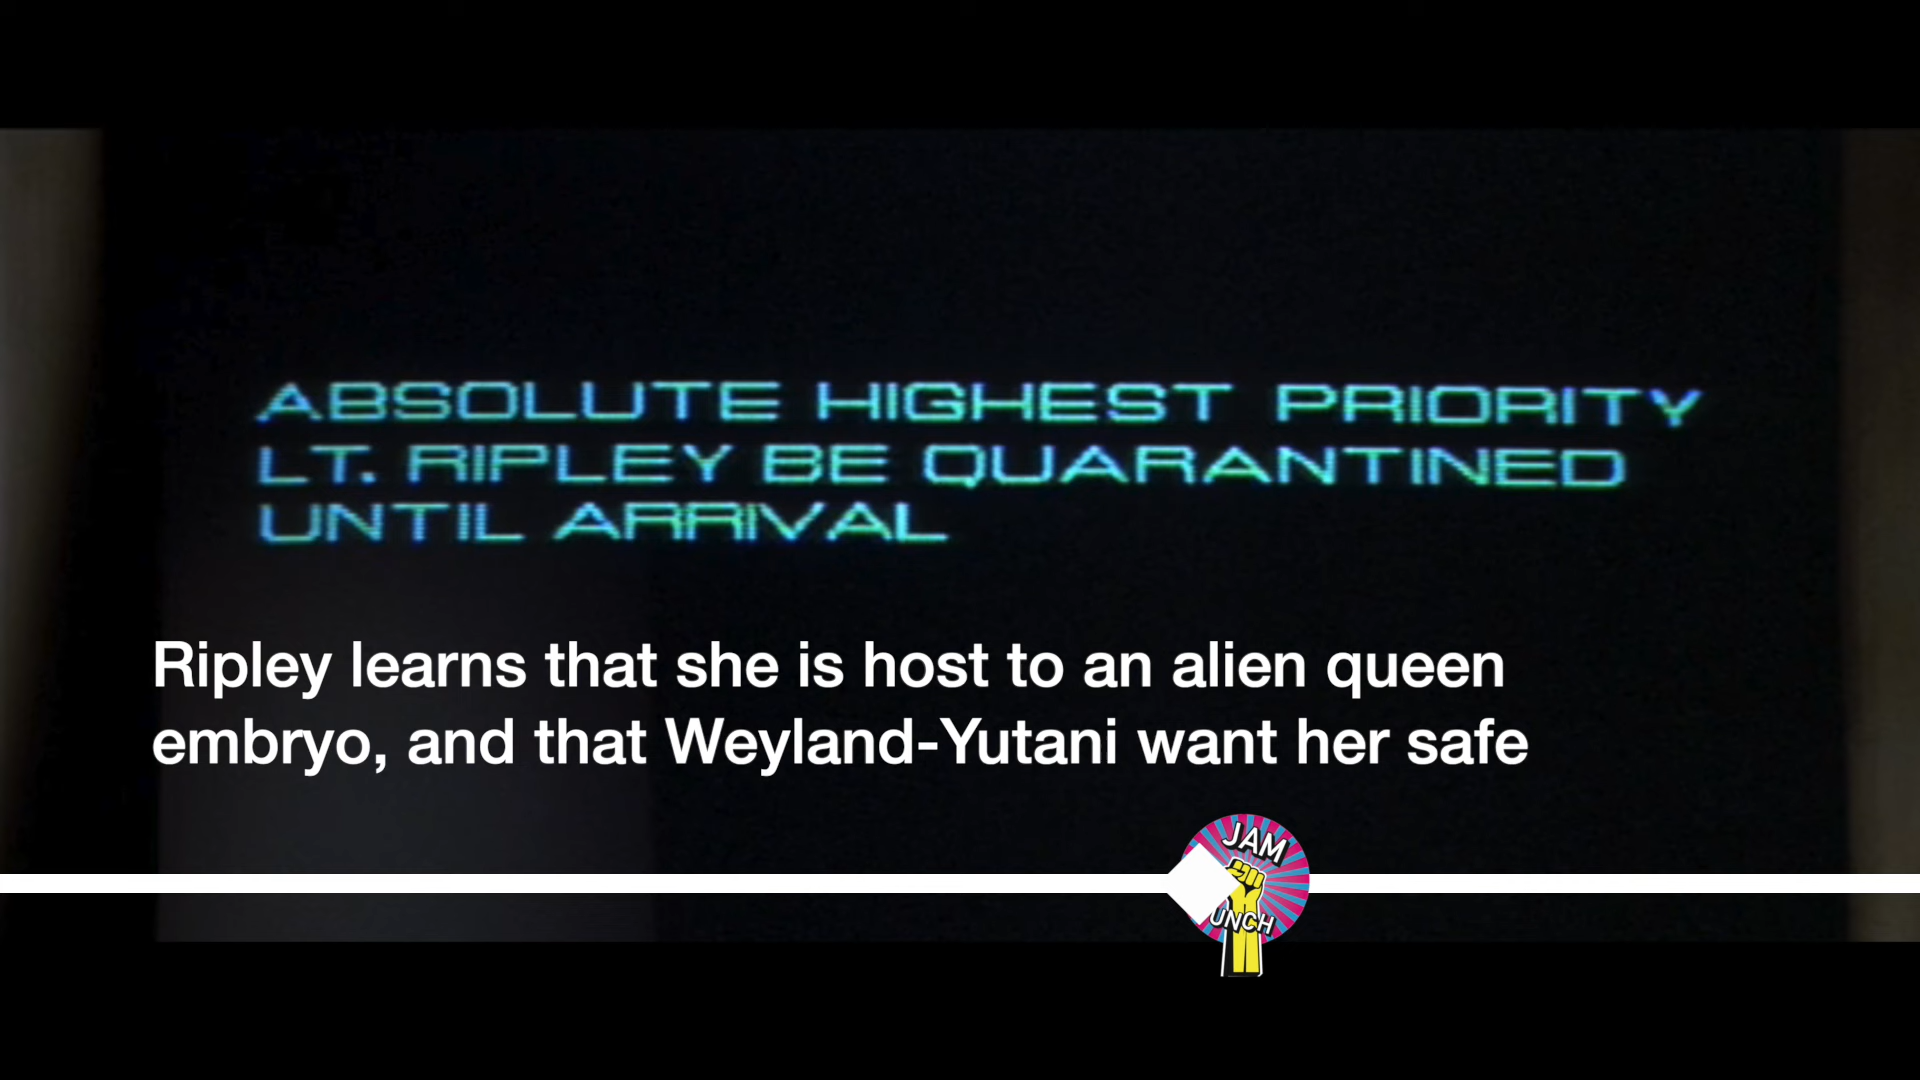 ABSOLUTE HIGHEST PRIORITY
LT. RIPLEY BE QUARANTINED
UNTIL ARRIVAL
Ripley learns that she is host to an alien queen
embryo, and that Weyland-Yutani want her safe
JAM
UNCH